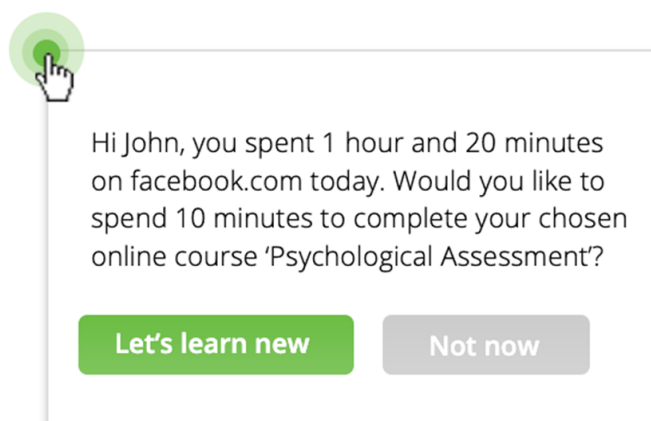 Hi John, you spent 1 hour and 20 minutes
on facebook.com today. Would you like to
spend 10 minutes to complete your chosen
online course ‘Psychological Assessment’?
Let’s learn new
Not now